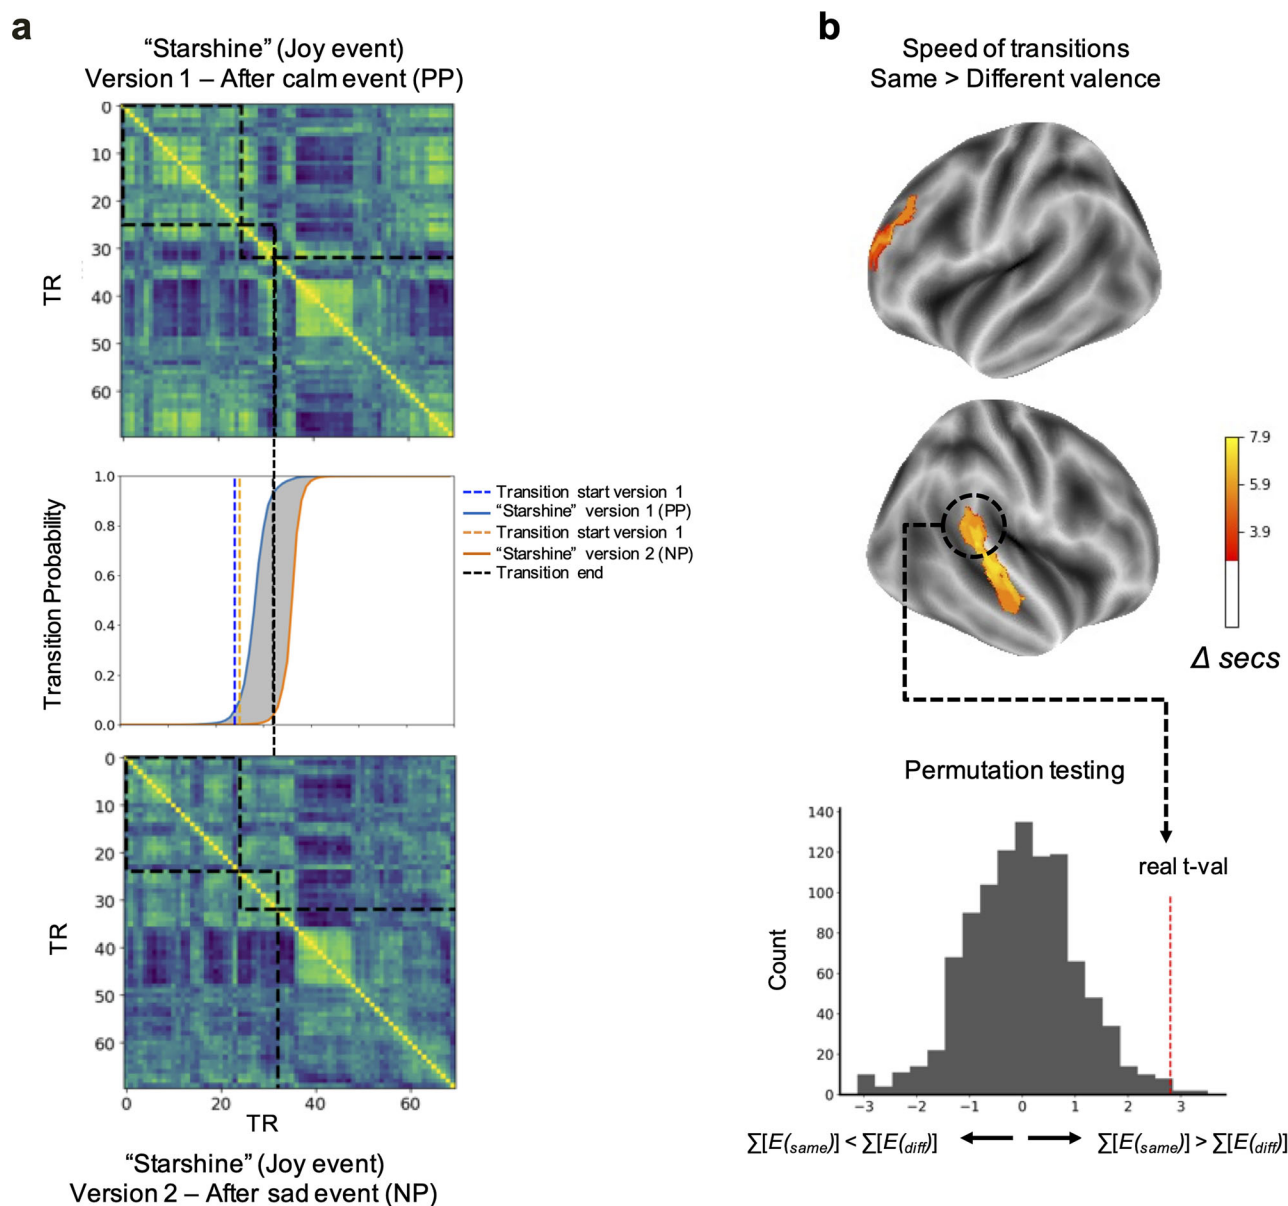 a
"Starshine" (Joy event)
Version 1 – After calm event (PP)
0
10
20
30
40
50
60
TR
1.0
0.8
0.6
0.4
0.2
0.0
Transition Probability
Transition start version 1
"Starshine" version 1 (PP)
Transition start version 1
"Starshine" version 2 (NP)
Transition end
0
10
20
30
40
50
60
TR
0 20 40 60
TR
"Starshine" (Joy event)
Version 2 – After sad event (NP)
b
Speed of transitions
Same > Different valence
7.9
5.9
3.9
Δ secs
Permutation testing
real t-val
140
120
100
80
60
40
20
0
Count
−3 −2 −1 0 1 2 3
∑[E(same)] < ∑[E(diff)]
∑[E(same)] > ∑[E(diff)]